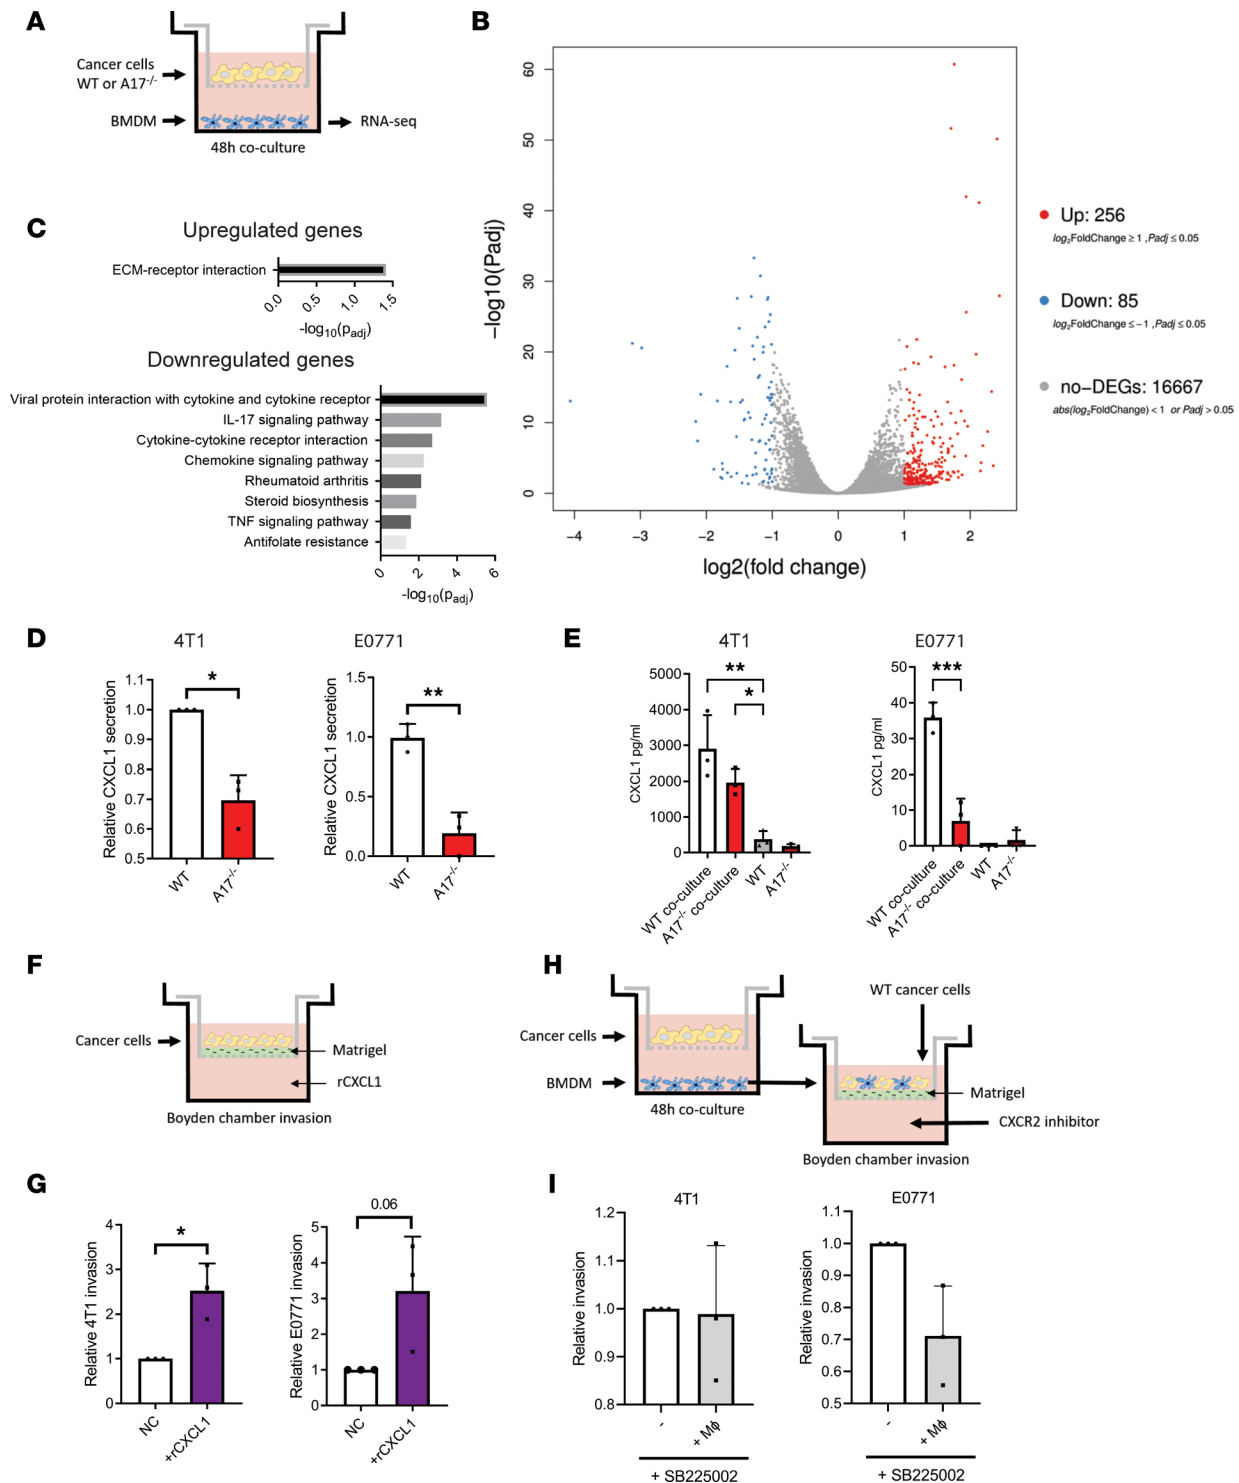 A
Cancer cells
WT or A17-/-
BMDM
RNA-seq
48h co-culture
B
60
50
40
30
20
10
0
−log10(Padj)
−4
−3
−2
−1
0
1
2
log2(fold change)
Up: 256
log2FoldChange ≥ 1 , Padj ≤ 0.05
Down: 85
log2FoldChange ≤ −1 , Padj ≤ 0.05
no−DEGs: 16667
abs(log2FoldChange) < 1 or Padj > 0.05
C
Upregulated genes
ECM-receptor interaction
0.0
0.5
1.0
1.5
-log10(padj)
Downregulated genes
Viral protein interaction with cytokine and cytokine receptor
IL-17 signaling pathway
Cytokine-cytokine receptor interaction
Chemokine signaling pathway
Rheumatoid arthritis
Steroid biosynthesis
TNF signaling pathway
Antifolate resistance
0
2
4
6
-log10(padj)
D
4T1
Relative CXCL1 secretion
1.1
1.0
0.9
0.8
0.7
0.6
0.5
*
WT
A17-/-
E0771
Relative CXCL1 secretion
1.5
1.0
0.5
0.0
**
WT
A17-/-
E
4T1
CXCL1 pg/ml
5000
4000
3000
2000
1000
0
**
*
WT co-culture
A17-/- co-culture
WT
A17-/-
E0771
CXCL1 pg/ml
50
40
30
20
10
0
***
WT co-culture
A17-/- co-culture
WT
A17-/-
F
Cancer cells
Matrigel
rCXCL1
Boyden chamber invasion
H
Cancer cells
BMDM
48h co-culture
WT cancer cells
Matrigel
CXCR2 inhibitor
Boyden chamber invasion
G
Relative 4T1 invasion
4
3
2
1
0
*
NC
+rCXCL1
Relative E0771 invasion
5
4
3
2
1
0
0.06
NC
+rCXCL1
I
4T1
Relative invasion
1.2
1.1
1.0
0.9
0.8
-
+ Mϕ
+ SB225002
E0771
Relative invasion
1.1
1.0
0.9
0.8
0.7
0.6
0.5
-
+ Mϕ
+ SB225002